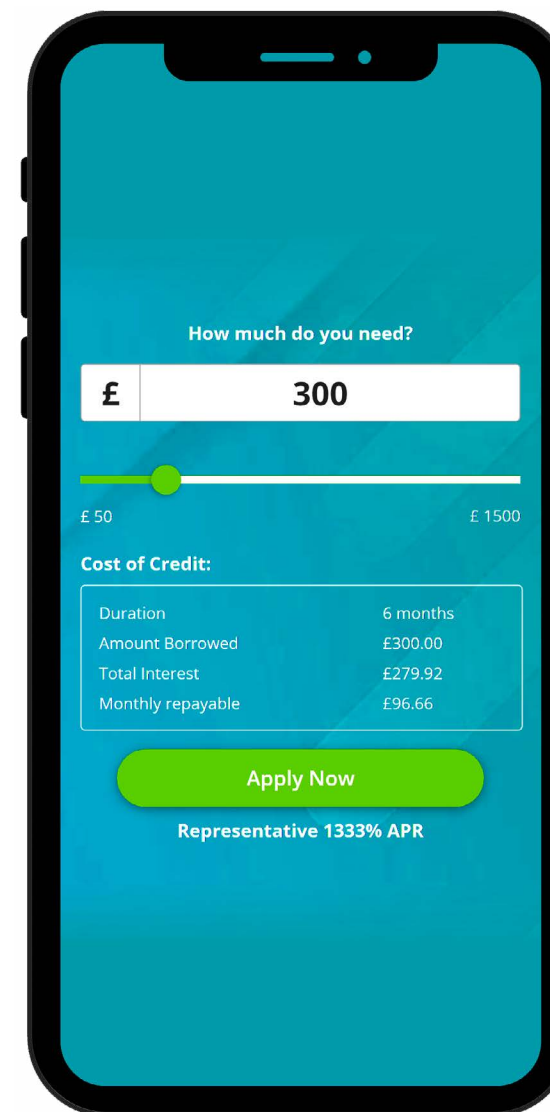 How much do you need?
£ 300
£ 50 £ 1500
Cost of Credit:
Duration 6 months
Amount Borrowed £300.00
Total Interest £279.92
Monthly repayable £96.66
Apply Now
Representative 1333% APR